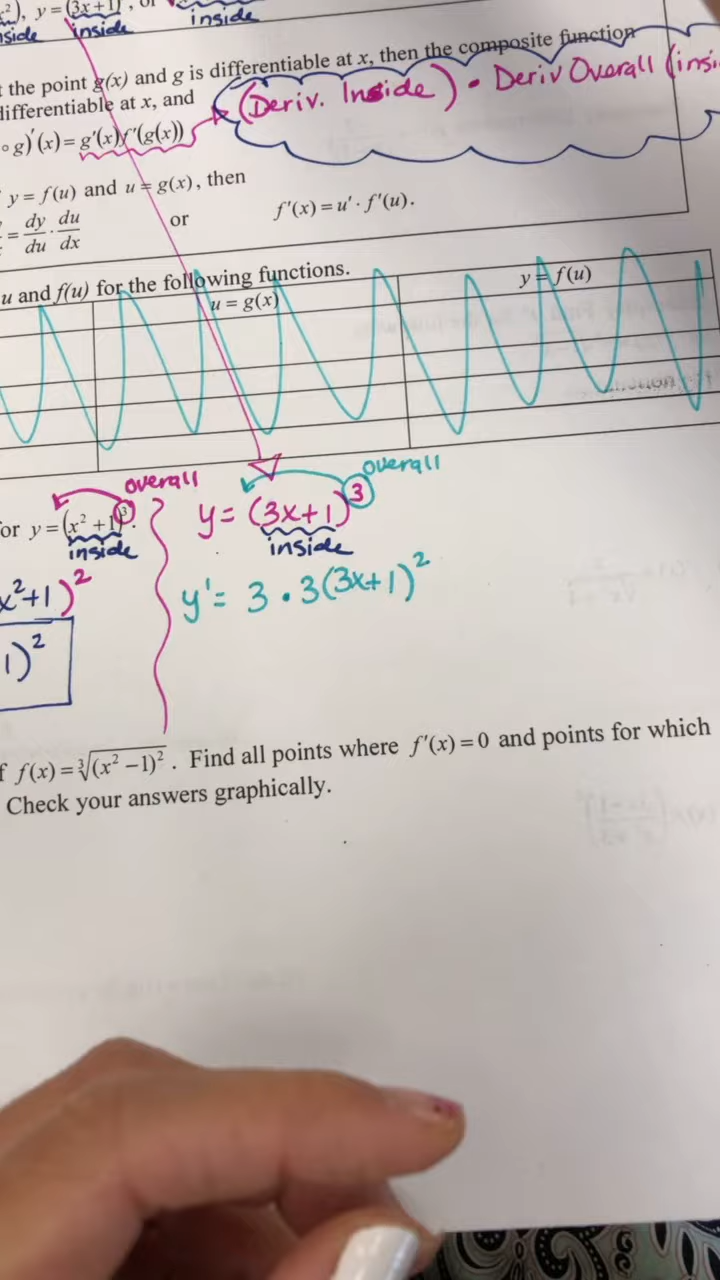 y = (3x+1)
inside inside
the point g(x) and g is differentiable at x, then the composite function
differentiable at x, and (Deriv. Inside) • Deriv Overall (insi
∘ g)′(x) = g′(x)f′(g(x))
y = f(u) and u = g(x), then
= dy/du · du/dx or f′(x) = u′ · f′(u).
u and f(u) for the following functions.
u = g(x) y = f(u)
overall overall
or y = (x² + 1)³. y = (3x+1)³
inside inside
x²+1)² y' = 3 • 3(3x+1)²
1)²
f f(x) = ∛(x² − 1)² . Find all points where f′(x) = 0 and points for which
Check your answers graphically.